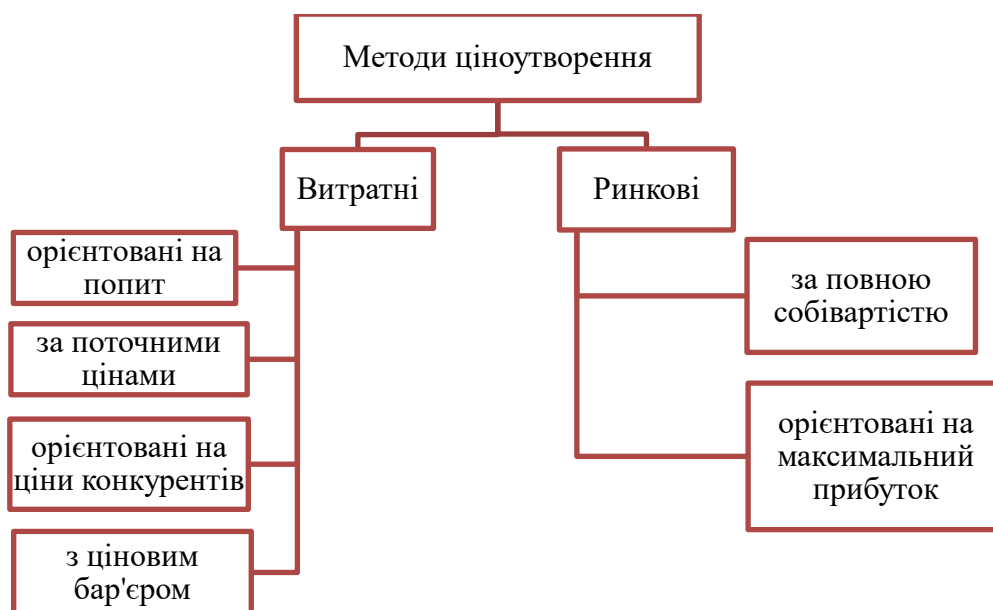 Методи ціноутворення
Витратні
Ринкові
орієнтовані на
попит
за поточними
цінами
орієнтовані на
ціни конкурентів
з ціновим
бар'єром
за повною
собівартістю
орієнтовані на
максимальний
прибуток